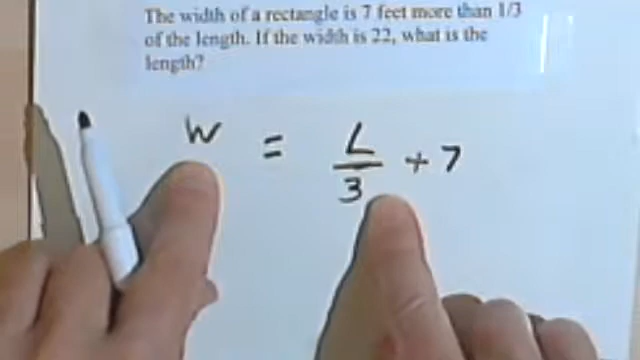 The width of a rectangle is 7 feet more than 1/3
of the length. If the width is 22, what is the
length?
W = L/3 + 7